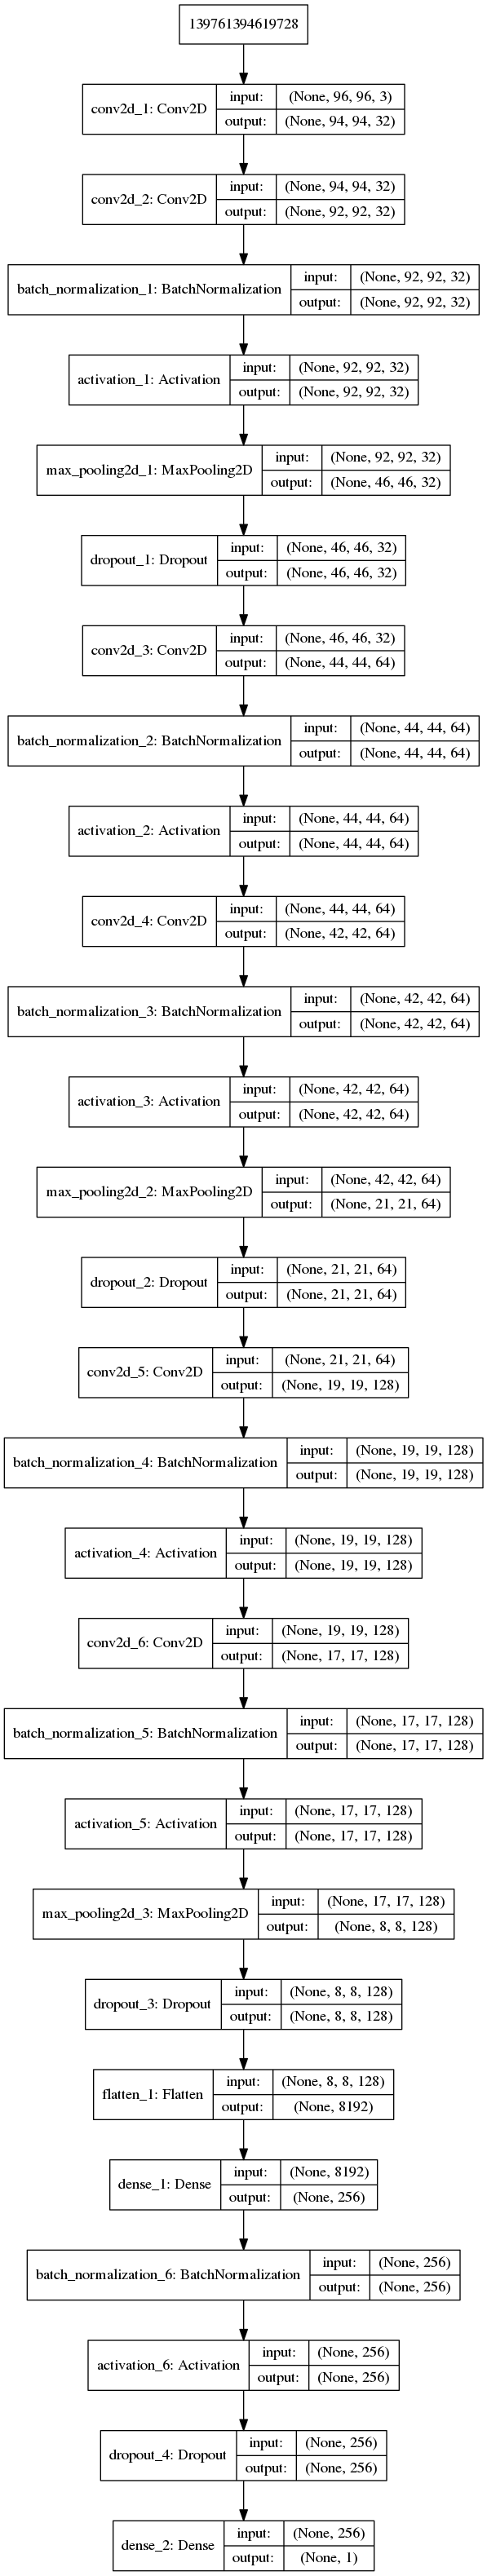 139761394619728
conv2d_1: Conv2D
input:
(None, 96, 96, 3)
output:
(None, 94, 94, 32)
conv2d_2: Conv2D
input:
(None, 94, 94, 32)
output:
(None, 92, 92, 32)
batch_normalization_1: BatchNormalization
input:
(None, 92, 92, 32)
output:
(None, 92, 92, 32)
activation_1: Activation
input:
(None, 92, 92, 32)
output:
(None, 92, 92, 32)
max_pooling2d_1: MaxPooling2D
input:
(None, 92, 92, 32)
output:
(None, 46, 46, 32)
dropout_1: Dropout
input:
(None, 46, 46, 32)
output:
(None, 46, 46, 32)
conv2d_3: Conv2D
input:
(None, 46, 46, 32)
output:
(None, 44, 44, 64)
batch_normalization_2: BatchNormalization
input:
(None, 44, 44, 64)
output:
(None, 44, 44, 64)
activation_2: Activation
input:
(None, 44, 44, 64)
output:
(None, 44, 44, 64)
conv2d_4: Conv2D
input:
(None, 44, 44, 64)
output:
(None, 42, 42, 64)
batch_normalization_3: BatchNormalization
input:
(None, 42, 42, 64)
output:
(None, 42, 42, 64)
activation_3: Activation
input:
(None, 42, 42, 64)
output:
(None, 42, 42, 64)
max_pooling2d_2: MaxPooling2D
input:
(None, 42, 42, 64)
output:
(None, 21, 21, 64)
dropout_2: Dropout
input:
(None, 21, 21, 64)
output:
(None, 21, 21, 64)
conv2d_5: Conv2D
input:
(None, 21, 21, 64)
output:
(None, 19, 19, 128)
batch_normalization_4: BatchNormalization
input:
(None, 19, 19, 128)
output:
(None, 19, 19, 128)
activation_4: Activation
input:
(None, 19, 19, 128)
output:
(None, 19, 19, 128)
conv2d_6: Conv2D
input:
(None, 19, 19, 128)
output:
(None, 17, 17, 128)
batch_normalization_5: BatchNormalization
input:
(None, 17, 17, 128)
output:
(None, 17, 17, 128)
activation_5: Activation
input:
(None, 17, 17, 128)
output:
(None, 17, 17, 128)
max_pooling2d_3: MaxPooling2D
input:
(None, 17, 17, 128)
output:
(None, 8, 8, 128)
dropout_3: Dropout
input:
(None, 8, 8, 128)
output:
(None, 8, 8, 128)
flatten_1: Flatten
input:
(None, 8, 8, 128)
output:
(None, 8192)
dense_1: Dense
input:
(None, 8192)
output:
(None, 256)
batch_normalization_6: BatchNormalization
input:
(None, 256)
output:
(None, 256)
activation_6: Activation
input:
(None, 256)
output:
(None, 256)
dropout_4: Dropout
input:
(None, 256)
output:
(None, 256)
dense_2: Dense
input:
(None, 256)
output:
(None, 1)